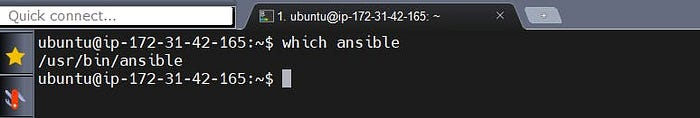 Quick connect...
1. ubuntu@ip-172-31-42-165: ~
ubuntu@ip-172-31-42-165:~$ which ansible
/usr/bin/ansible
ubuntu@ip-172-31-42-165:~$